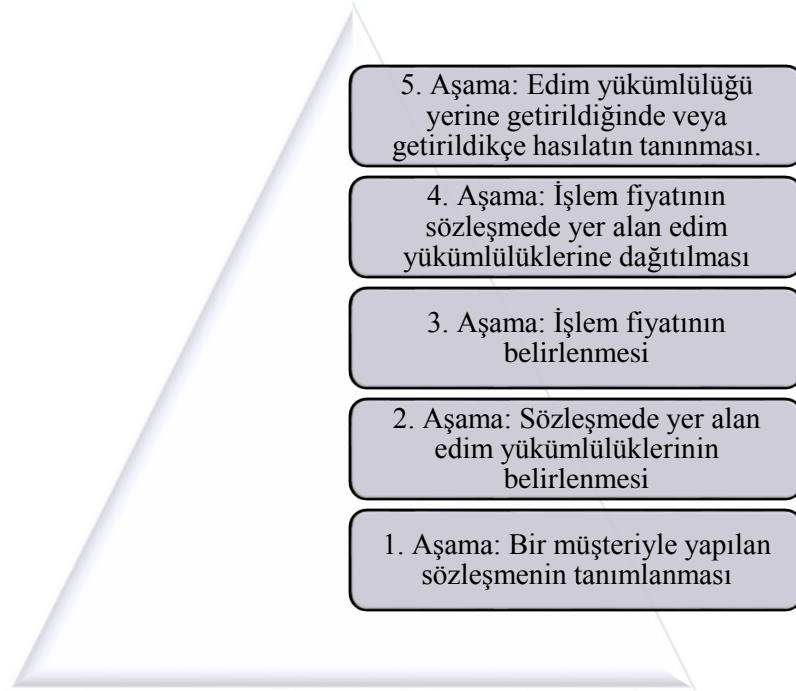 5. Aşama: Edim yükümlülüğü
yerine getirildiğinde veya
getirildikçe hasılatın tanınması.
4. Aşama: İşlem fiyatının
sözleşmede yer alan edim
yükümlülüklerine dağıtılması
3. Aşama: İşlem fiyatının
belirlenmesi
2. Aşama: Sözleşmede yer alan
edim yükümlülüklerinin
belirlenmesi
1. Aşama: Bir müşteriyle yapılan
sözleşmenin tanımlanması